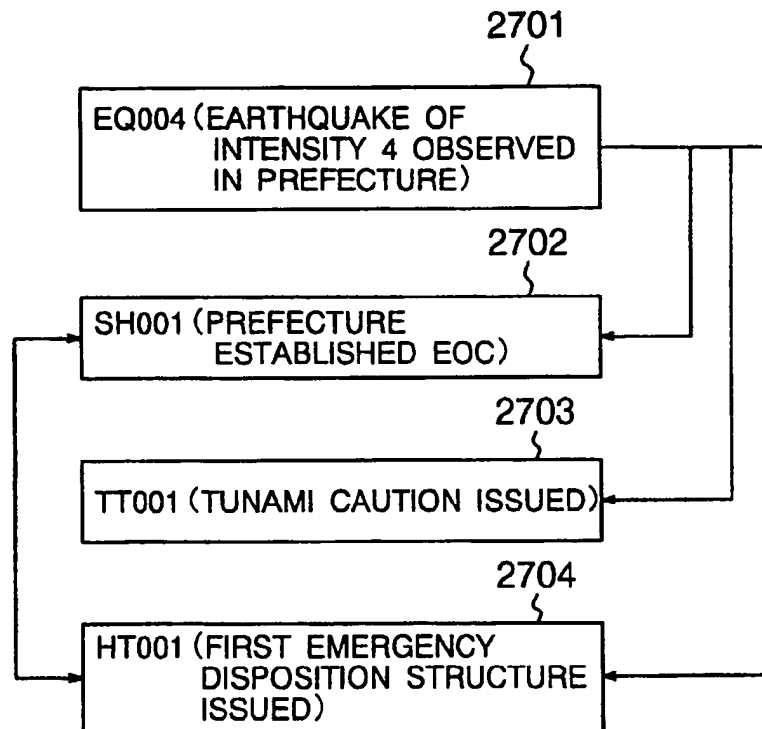 2701
EQ004 (EARTHQUAKE OF
INTENSITY 4 OBSERVED
IN PREFECTURE)
2702
SH001 (PREFECTURE
ESTABLISHED EOC)
2703
TT001 (TUNAMI CAUTION ISSUED)
2704
HT001 (FIRST EMERGENCY
DISPOSITION STRUCTURE
ISSUED)